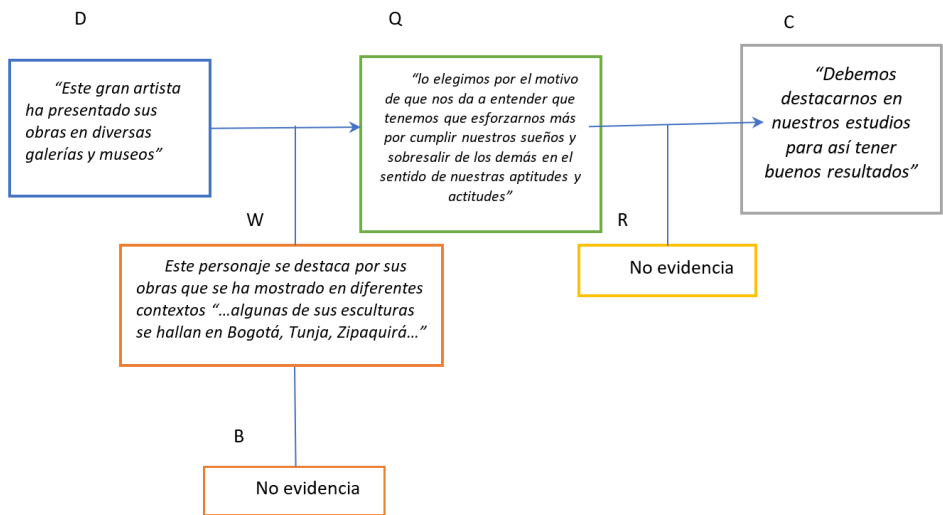 D
Q
C
“Este gran artista
ha presentado sus
obras en diversas
galerías y museos”
“lo elegimos por el motivo
de que nos da a entender que
tenemos que esforzarnos más
por cumplir nuestros sueños y
sobresalir de los demás en el
sentido de nuestras aptitudes y
actitudes”
“Debemos
destacarnos en
nuestros estudios
para así tener
buenos resultados”
W
R
Este personaje se destaca por sus
obras que se ha mostrado en diferentes
contextos “…algunas de sus esculturas
se hallan en Bogotá, Tunja, Zipaquirá…”
No evidencia
B
No evidencia